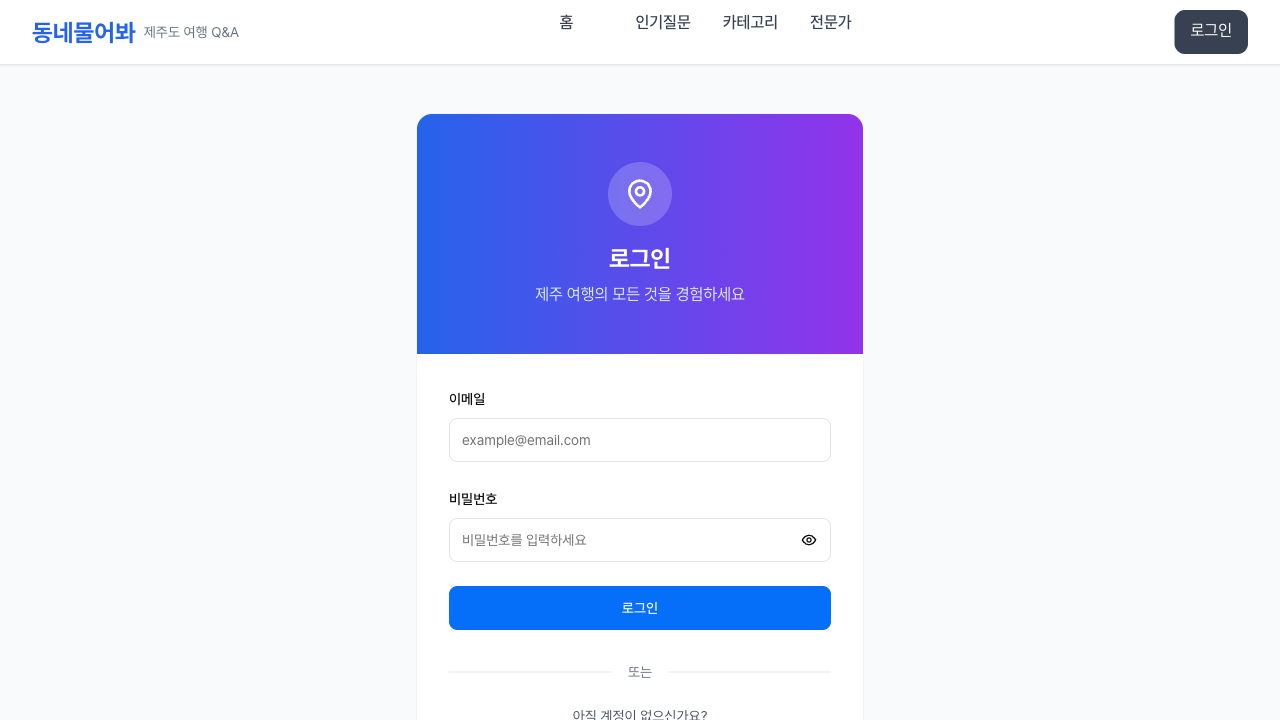 동네물어봐 제주도 여행 Q&A 홈 인기질문 카테고리 전문가 로그인
로그인
제주 여행의 모든 것을 경험하세요
이메일
example@email.com
비밀번호
비밀번호를 입력하세요
로그인
또는
아직 계정이 없으신가요?